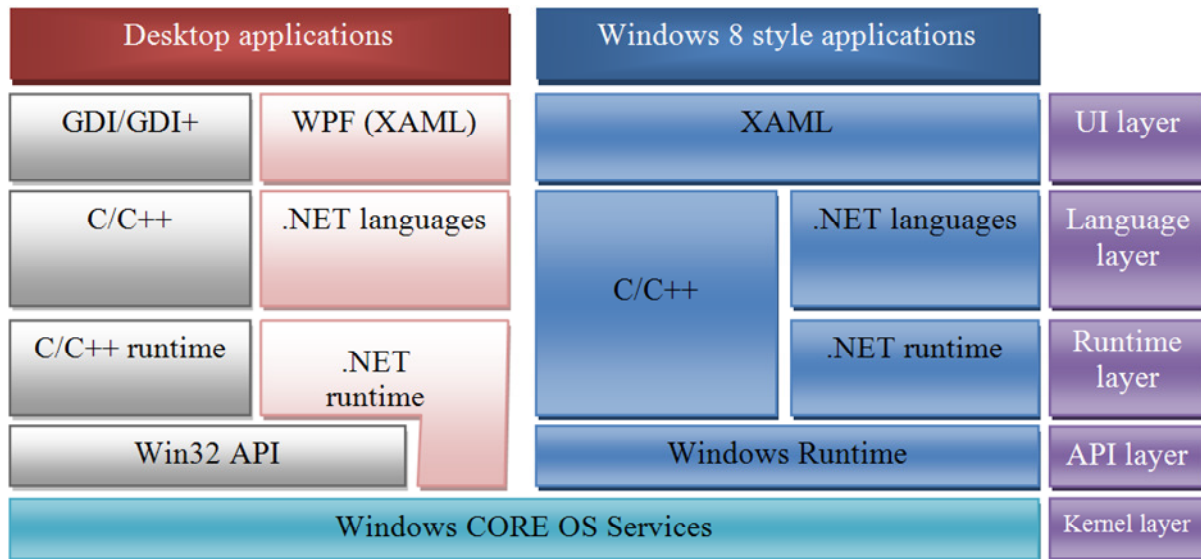 Desktop applications
Windows 8 style applications
GDI/GDI+
WPF (XAML)
XAML
UI layer
C/C++
.NET languages
C/C++
.NET languages
Language
layer
C/C++ runtime
.NET
runtime
.NET runtime
Runtime
layer
Win32 API
Windows Runtime
API layer
Windows CORE OS Services
Kernel layer